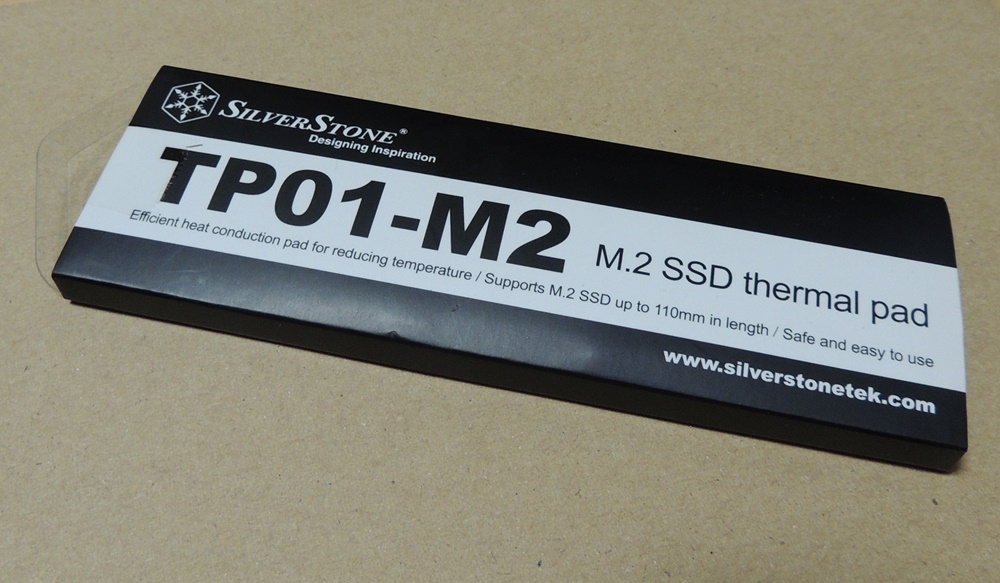 SILVERSTONE®
Designing Inspiration
TP01-M2 M.2 SSD thermal pad
Efficient heat conduction pad for reducing temperature / Supports M.2 SSD up to 110mm in length / Safe and easy to use
www.silverstonetek.com